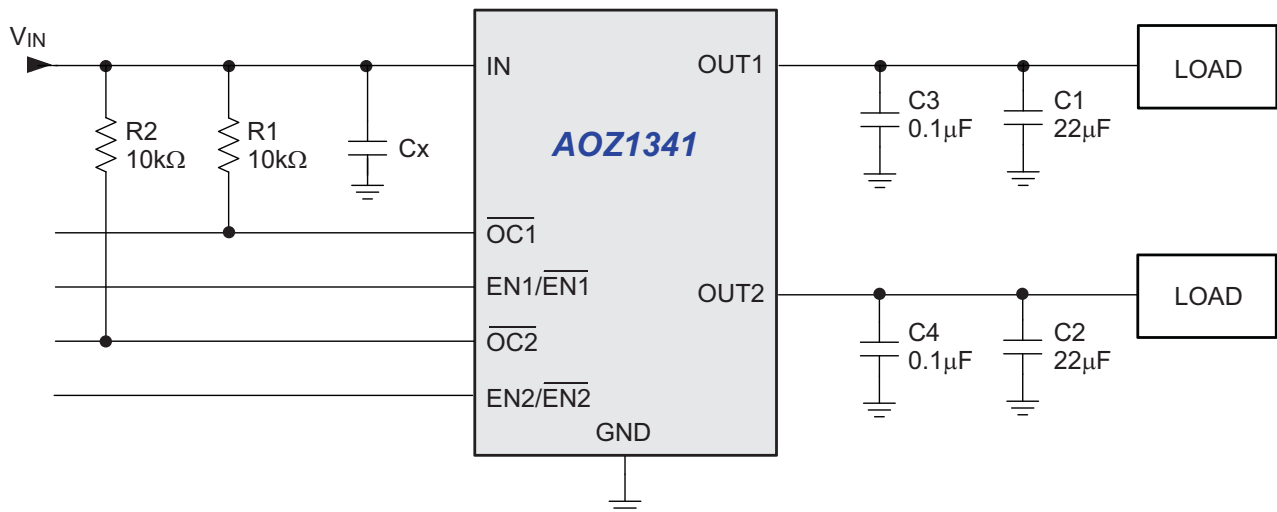 VIN
IN
OUT1
LOAD
R2
10kΩ
R1
10kΩ
Cx
AOZ1341
C3
0.1μF
C1
22μF
OC1
EN1/EN1
OUT2
LOAD
OC2
C4
0.1μF
C2
22μF
EN2/EN2
GND